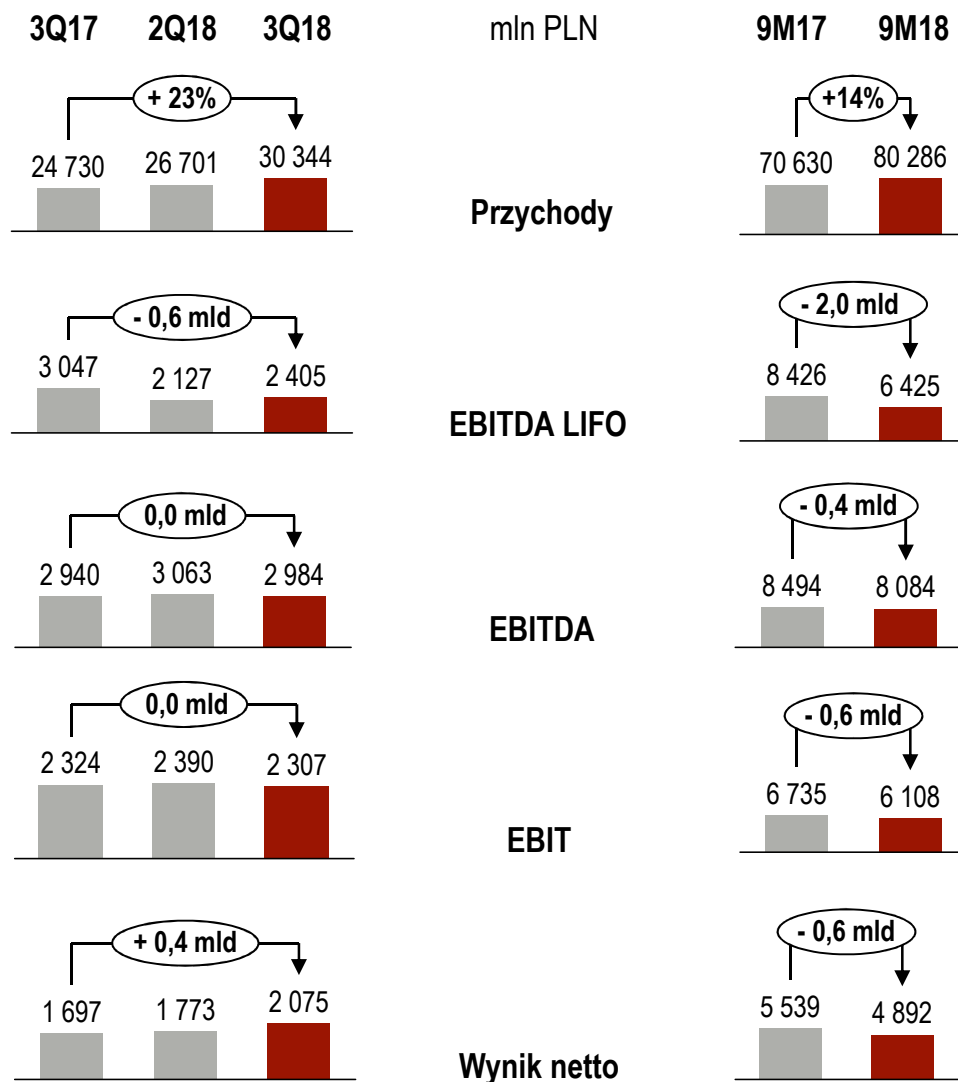 3Q17 2Q18 3Q18 mln PLN 9M17 9M18
+ 23% +14%
24 730 26 701 30 344 70 630 80 286
Przychody
- 0,6 mld - 2,0 mld
3 047 2 127 2 405 8 426 6 425
EBITDA LIFO
0,0 mld - 0,4 mld
2 940 3 063 2 984 8 494 8 084
EBITDA
0,0 mld - 0,6 mld
2 324 2 390 2 307 6 735 6 108
EBIT
+ 0,4 mld - 0,6 mld
1 697 1 773 2 075 5 539 4 892
Wynik netto